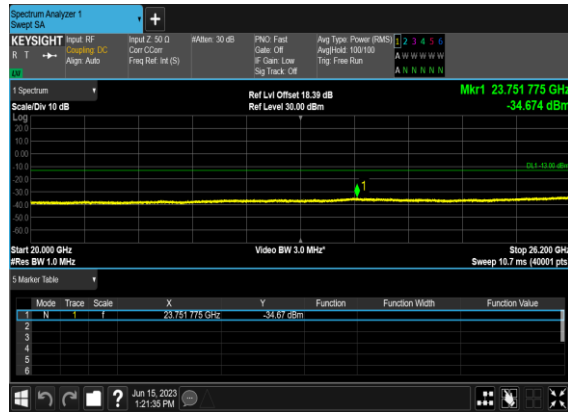 Spectrum Analyzer 1
Swept SA
+
KEYSIGHT Input: RF Input Z: 50 Ω #Atten: 30 dB PNO: Fast Avg Type: Power (RMS) 1 2 3 4 5 6
R T Coupling: DC Corr CCorr Gate: Off Avg|Hold: 100/100 A W W W W W
Align: Auto Freq Ref: Int (S) IF Gain: Low Trig: Free Run
Sig Track: Off A N N N N N
1 Spectrum Ref Lvl Offset 18.39 dB Mkr1 23.751 775 GHz
Scale/Div 10 dB Ref Level 30.00 dBm -34.674 dBm
Log
20.0
10.0
0.00
-10.0 DL1 -13.00 dBm
-20.0
-30.0 1
-40.0
-50.0
-60.0
Start 20.000 GHz Video BW 3.0 MHz* Stop 26.200 GHz
#Res BW 1.0 MHz Sweep 10.7 ms (40001 pts)
5 Marker Table
Mode Trace Scale X Y Function Function Width Function Value
1 N 1 f 23.751 775 GHz -34.67 dBm
2
3
4
5
6
? Jun 15, 2023
1:21:35 PM